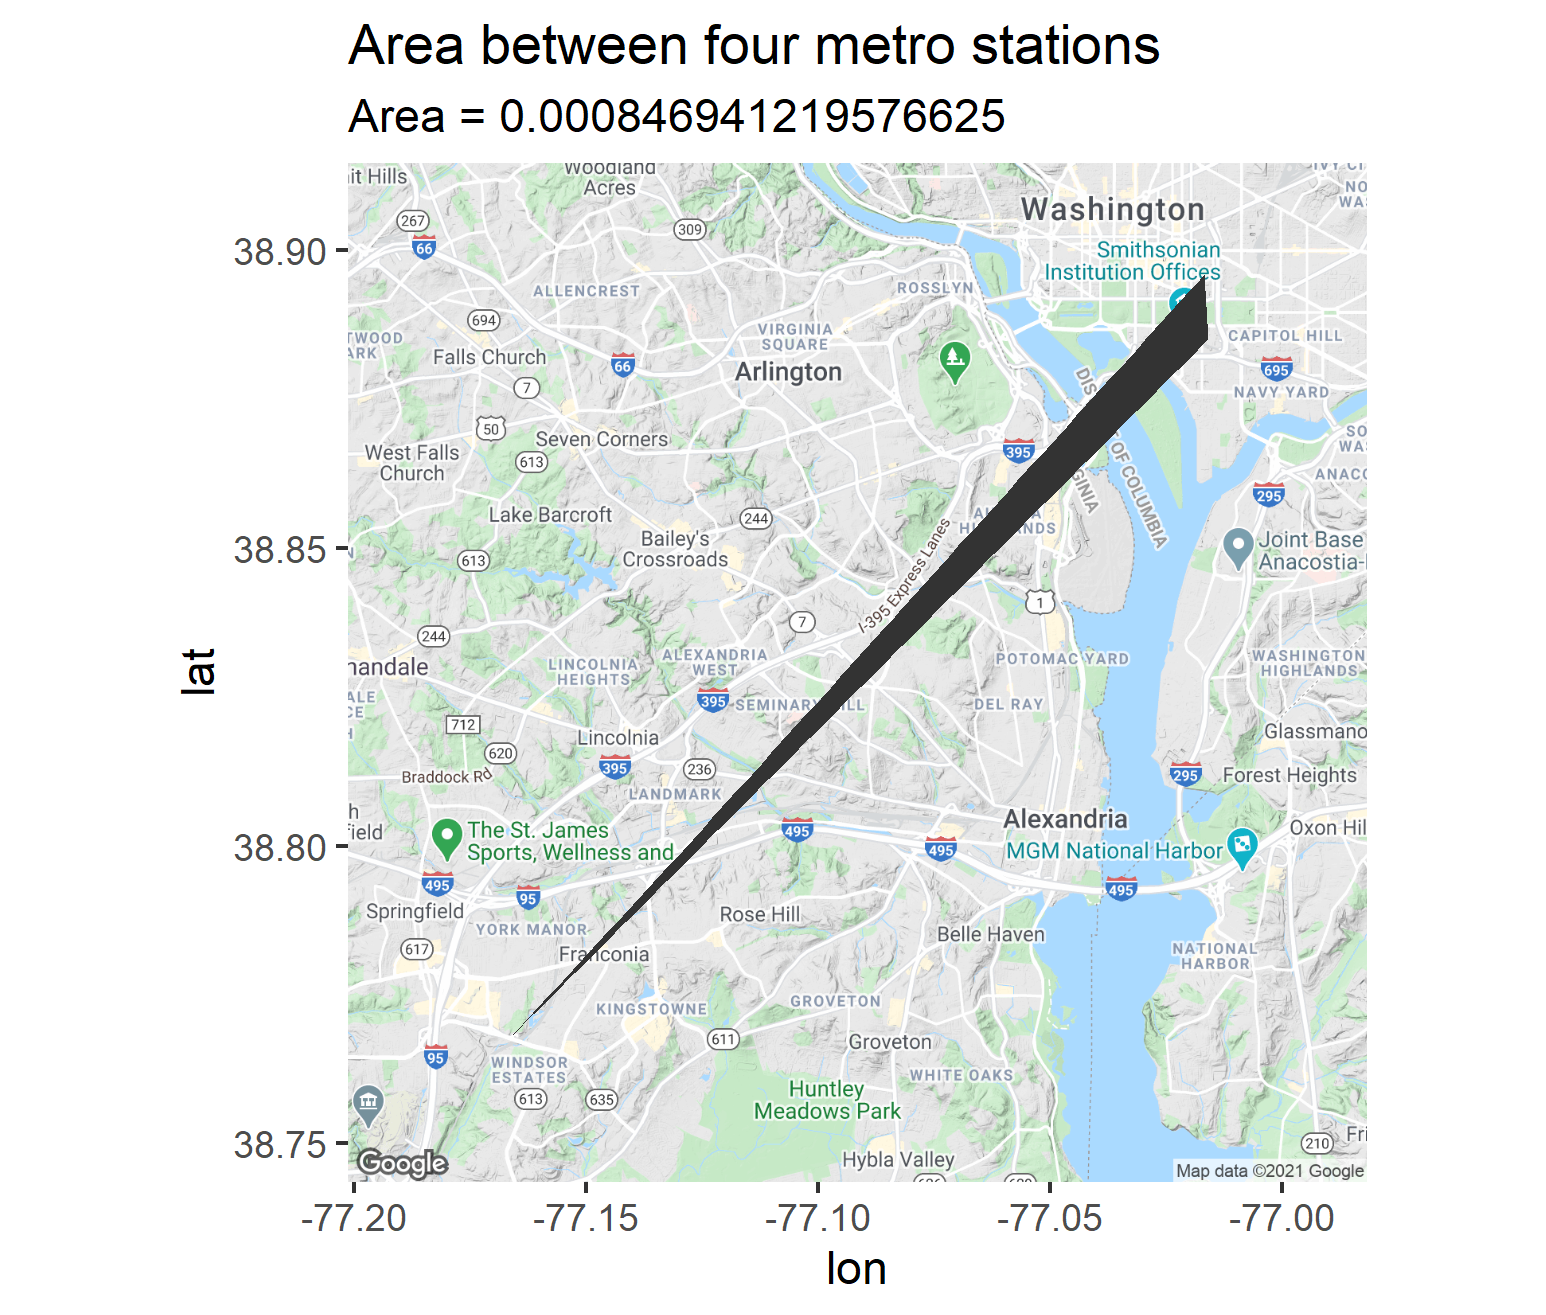 Area between four metro stations
Area = 0.000846941219576625
it Hills
Woodland
Acres
267
66
309
Washington
Smithsonian
Institution Offices
ROSSLYN
ALLENCREST
694
VIRGINIA
SQUARE
CAPITOL HILL
TWOOD
ARK
Falls Church
66
Arlington
695
7
NAVY YARD
50
Seven Corners
West Falls
Church
613
395
SO
WAS
ANACO
295
Lake Barcroft
244
Bailey's
Crossroads
613
I-395 Express Lanes
OF COLUMBIA
Joint Base
Anacostia-
1
7
244
nandale
LINCOLNIA
HEIGHTS
ALEXANDRIA
WEST
POTOMAC YARD
WASHINGTON
HIGHLANDS
ALE
CE
H
395
DEL RAY
712
Lincolnia
620
Glassmano
Braddock Rd
395
236
LANDMARK
295
Forest Heights
h
field
The St. James
Sports, Wellness and
495
Alexandria
Oxon Hil
495
MGM National Harbor
495
95
495
Springfield
Rose Hill
YORK MANOR
Belle Haven
617
Franconia
NATIONAL
HARBOR
KINGSTOWNE
GROVETON
611
Groveton
95
WINDSOR
ESTATES
WHITE OAKS
613
635
Huntley
Meadows Park
210
Fri
Hybla Valley
Google
Map data ©2021 Google
38.90
38.85
38.80
38.75
lat
-77.20
-77.15
-77.10
-77.05
-77.00
lon